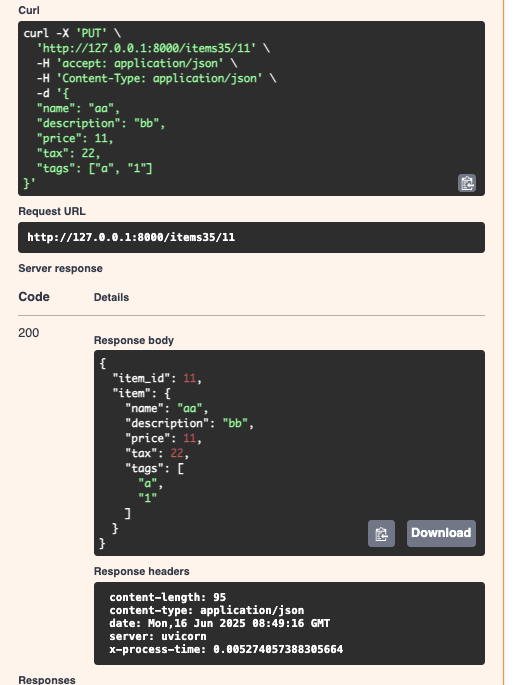 Curl
curl -X 'PUT' \
'http://127.0.0.1:8000/items35/11' \
-H 'accept: application/json' \
-H 'Content-Type: application/json' \
-d '{
"name": "aa",
"description": "bb",
"price": 11,
"tax": 22,
"tags": ["a", "1"]
}'
Request URL
http://127.0.0.1:8000/items35/11
Server response
Code Details
200
Response body
{
"item_id": 11,
"item": {
"name": "aa",
"description": "bb",
"price": 11,
"tax": 22,
"tags": [
"a",
"1"
]
}
}
Download
Response headers
content-length: 95
content-type: application/json
date: Mon,16 Jun 2025 08:49:16 GMT
server: uvicorn
x-process-time: 0.005274057388305664
Responses